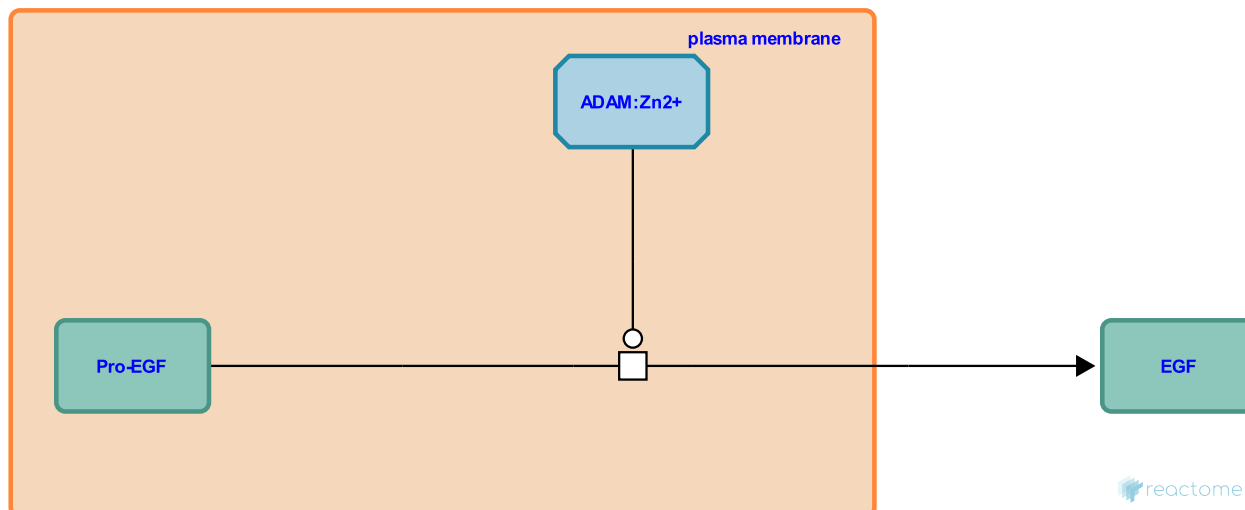 plasma membrane
ADAM:Zn2+
Pro-EGF
EGF
reactome